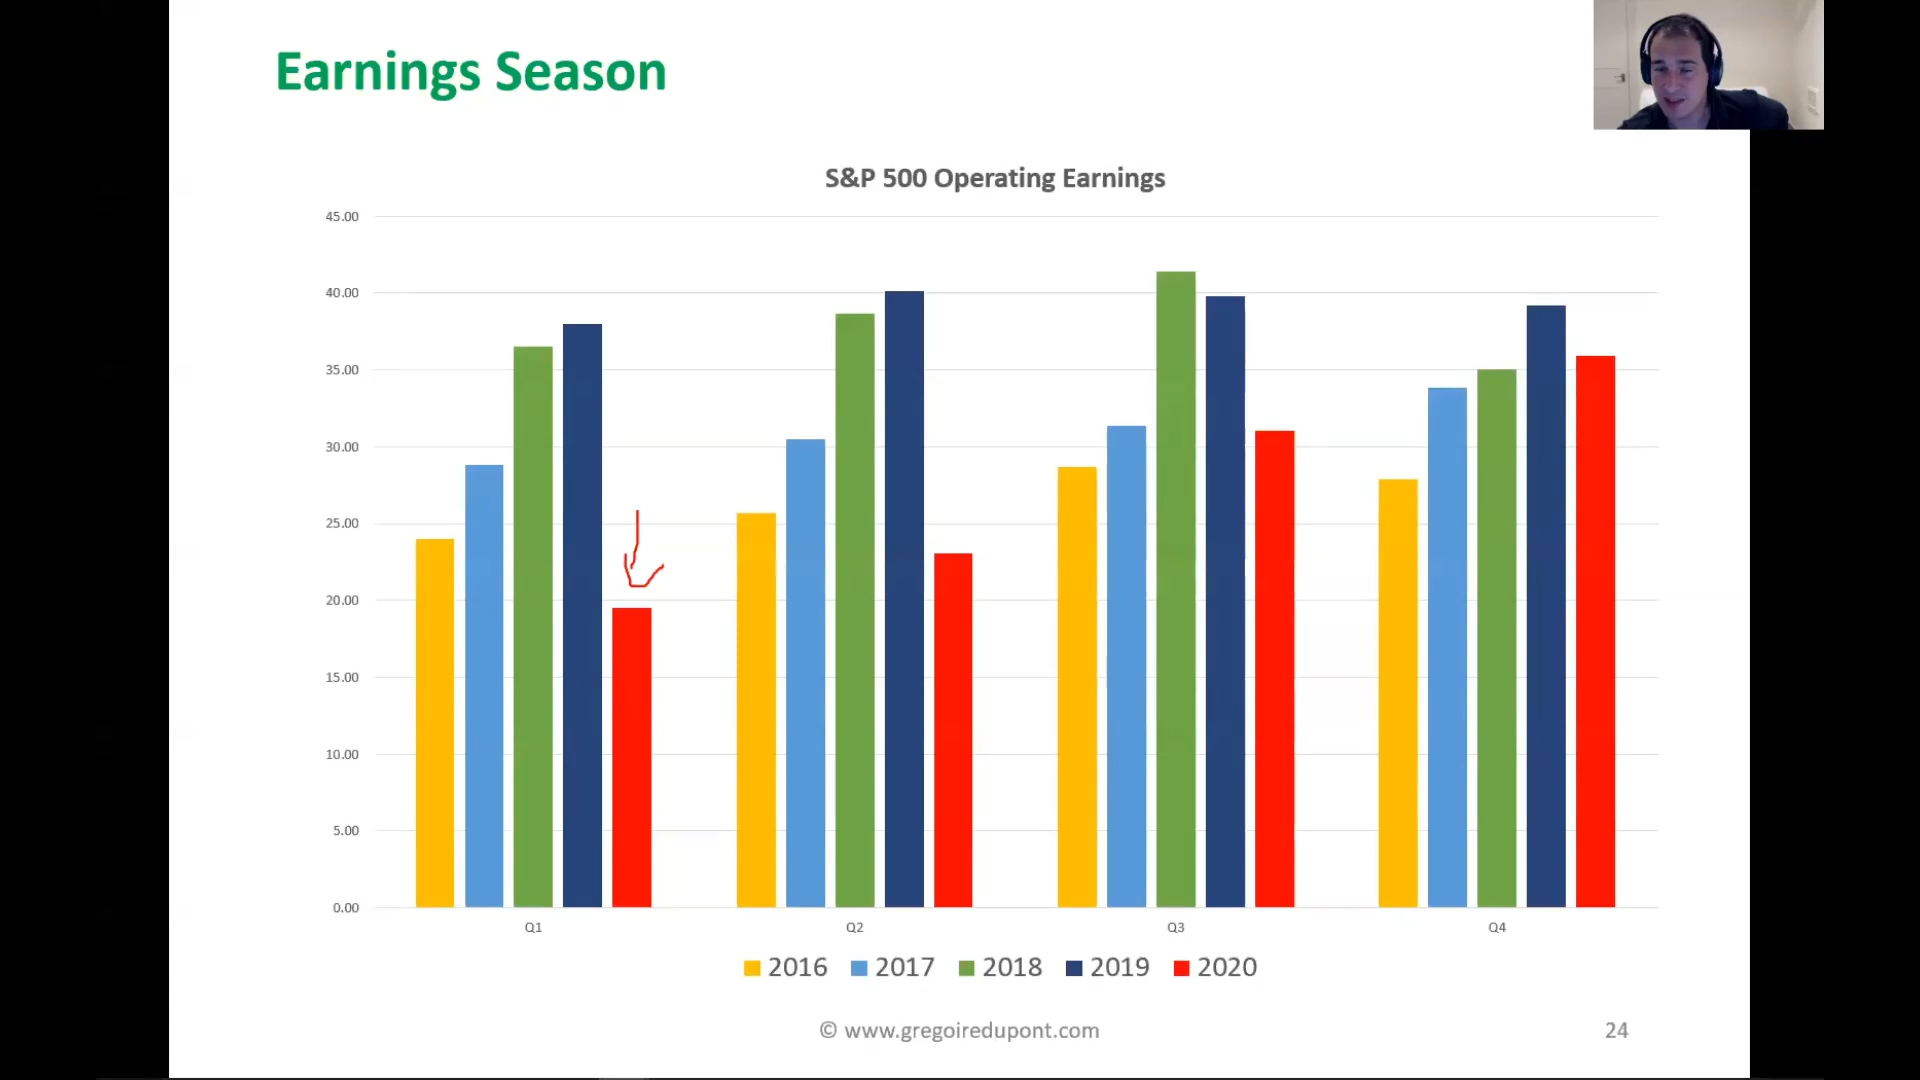 Earnings Season
S&P 500 Operating Earnings
45.00
40.00
35.00
30.00
25.00
20.00
15.00
10.00
5.00
0.00
Q1 Q2 Q3 Q4
2016 2017 2018 2019 2020
© www.gregoiredupont.com
24